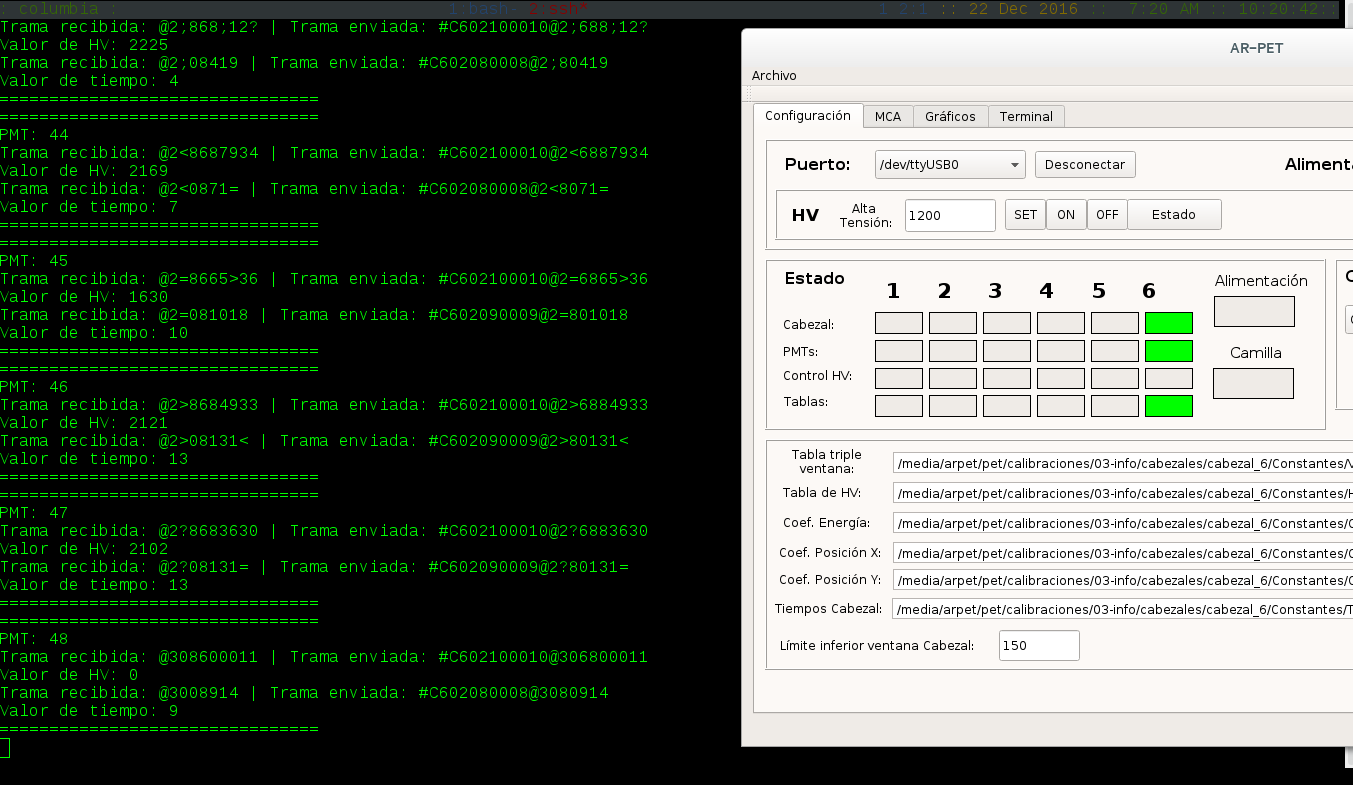 : columbia : 1:bash- 2 ssh* 1 2 1 :: 22 Dec 2016 :: 7:20 AM :: 10:20:42::
Trama recibida: @2;868;12? | Trama enviada: #C602100010@2;688;12?
Valor de HV: 2225
Trama recibida: @2;08419 | Trama enviada: #C602080008@2;80419
Valor de tiempo: 4
================================
================================
PMT: 44
Trama recibida: @2<8687934 | Trama enviada: #C602100010@2<6887934
Valor de HV: 2169
Trama recibida: @2<0871= | Trama enviada: #C602080008@2<8071=
Valor de tiempo: 7
================================
================================
PMT: 45
Trama recibida: @2=8665>36 | Trama enviada: #C602100010@2=6865>36
Valor de HV: 1630
Trama recibida: @2=081018 | Trama enviada: #C602090009@2=801018
Valor de tiempo: 10
================================
================================
PMT: 46
Trama recibida: @2>8684933 | Trama enviada: #C602100010@2>6884933
Valor de HV: 2121
Trama recibida: @2>08131< | Trama enviada: #C602090009@2>80131<
Valor de tiempo: 13
================================
================================
PMT: 47
Trama recibida: @2?8683630 | Trama enviada: #C602100010@2?6883630
Valor de HV: 2102
Trama recibida: @2?08131= | Trama enviada: #C602090009@2?80131=
Valor de tiempo: 13
================================
================================
PMT: 48
Trama recibida: @308600011 | Trama enviada: #C602100010@306800011
Valor de HV: 0
Trama recibida: @3008914 | Trama enviada: #C602080008@3080914
Valor de tiempo: 9
================================
AR-PET
Archivo
Configuración MCA Gráficos Terminal
Puerto: /dev/ttyUSB0 Desconectar Alimenta
HV Alta Tensión: 1200 SET ON OFF Estado
Estado 1 2 3 4 5 6 Alimentación
Cabezal:
PMTs: Camilla
Control HV:
Tablas:
Tabla triple
ventana: /media/arpet/pet/calibraciones/03-info/cabezales/cabezal_6/Constantes/
Tabla de HV: /media/arpet/pet/calibraciones/03-info/cabezales/cabezal_6/Constantes/
Coef. Energía: /media/arpet/pet/calibraciones/03-info/cabezales/cabezal_6/Constantes/
Coef. Posición X: /media/arpet/pet/calibraciones/03-info/cabezales/cabezal_6/Constantes/
Coef. Posición Y: /media/arpet/pet/calibraciones/03-info/cabezales/cabezal_6/Constantes/
Tiempos Cabezal: /media/arpet/pet/calibraciones/03-info/cabezales/cabezal_6/Constantes/T
Límite inferior ventana Cabezal: 150